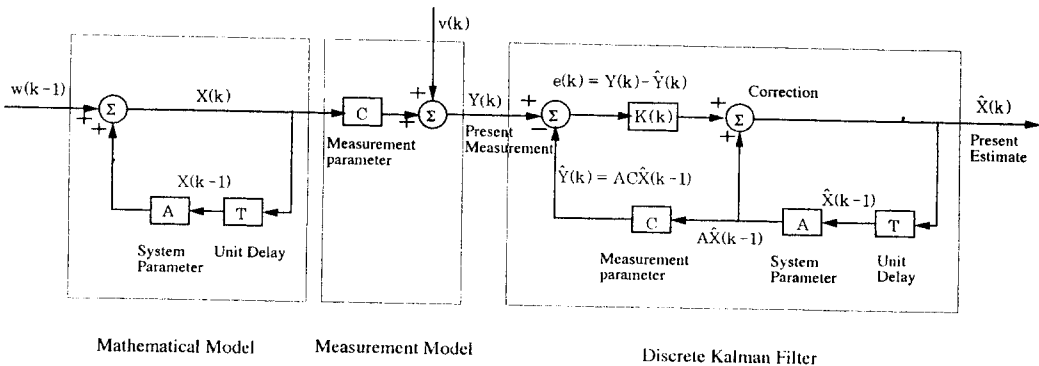 v(k)
w(k−1)
+
+
Σ
X(k)
C
Measurement
parameter
+
+
Σ
Y(k)
Present
Measurement
e(k) = Y(k)−Ŷ(k)
+
−
Σ
K(k)
+
+
Σ
Correction
X̂(k)
Present
Estimate
X(k−1)
A
T
System
Parameter
Unit Delay
Ŷ(k) = ACX̂(k−1)
C
AX̂(k−1)
A
X̂(k−1)
T
Measurement
parameter
System
Parameter
Unit
Delay
Mathematical Model
Measurement Model
Discrete Kalman Filter